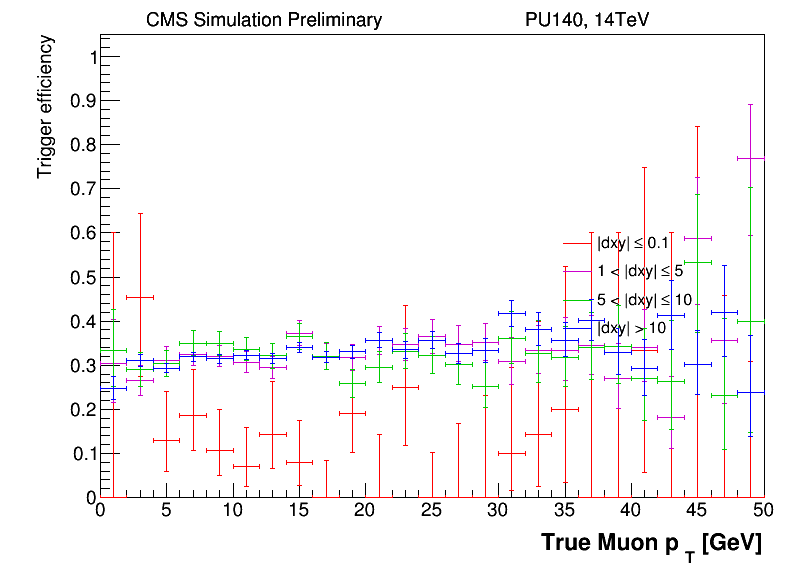 CMS Simulation Preliminary PU140, 14TeV
Trigger efficiency
1
0.9
0.8
0.7
0.6
0.5
0.4
0.3
0.2
0.1
0
|dxy| ≤ 0.1
1 < |dxy| ≤ 5
5 < |dxy| ≤ 10
|dxy| > 10
0 5 10 15 20 25 30 35 40 45 50
True Muon p T [GeV]